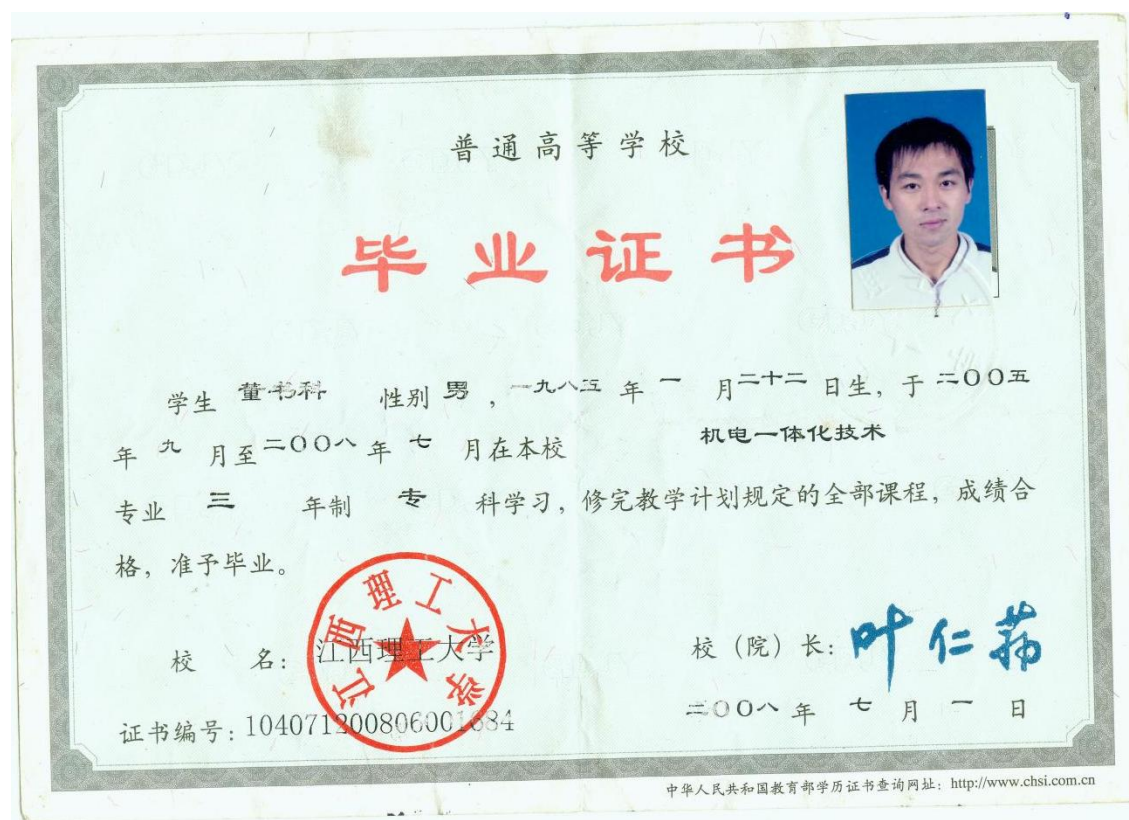 普通高等学校
毕业证书
学生 董书科 性别 男 ，一九八五 年 一 月 二十二 日生，于 二〇〇五
年 九 月至 二〇〇八 年 七 月在本校 机电一体化技术
专业 三 年制 专 科学习，修完教学计划规定的全部课程，成绩合
格，准予毕业。
江西理工大学
校 名：江西理工大学
校（院）长：叶仁荪
证书编号：104071200806001684
二〇〇八 年 七 月 一 日
中华人民共和国教育部学历证书查询网址：http://www.chsi.com.cn